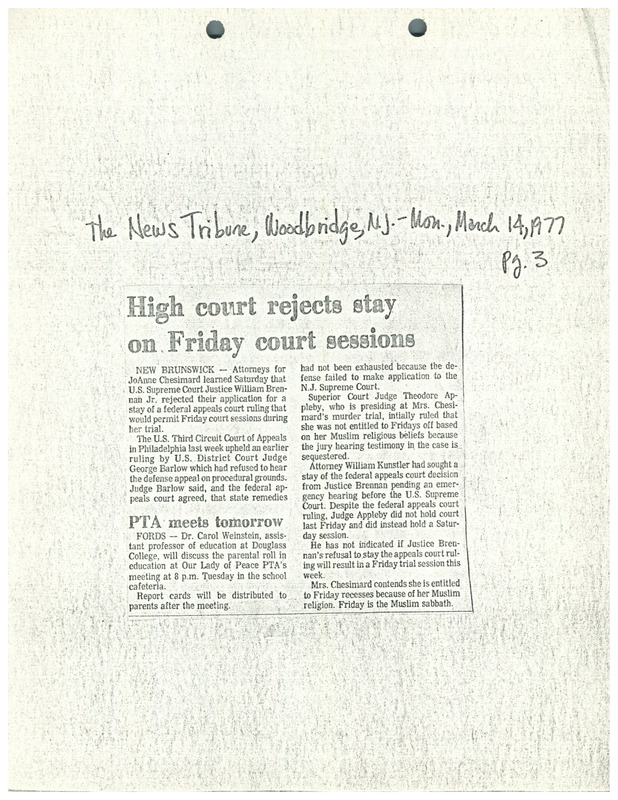 The News Tribune, Woodbridge, N.J. - Mon., March 14, 1977
Pg. 3
High court rejects stay
on Friday court sessions
NEW BRUNSWICK — Attorneys for
JoAnne Chesimard learned Saturday that
U.S. Supreme Court Justice William Bren-
nan Jr. rejected their application for a
stay of a federal appeals court ruling that
would permit Friday court sessions during
her trial.
The U.S. Third Circuit Court of Appeals
in Philadelphia last week upheld an earlier
ruling by U.S. District Court Judge
George Barlow which had refused to hear
the defense appeal on procedural grounds.
Judge Barlow said, and the federal ap-
peals court agreed, that state remedies
had not been exhausted because the de-
fense failed to make application to the
N.J. Supreme Court.
Superior Court Judge Theodore Ap-
pleby, who is presiding at Mrs. Chesi-
mard's murder trial, intially ruled that
she was not entitled to Fridays off based
on her Muslim religious beliefs because
the jury hearing testimony in the case is
sequestered.
Attorney William Kunstler had sought a
stay of the federal appeals court decision
from Justice Brennan pending an emer-
gency hearing before the U.S. Supreme
Court. Despite the federal appeals court
ruling, Judge Appleby did not hold court
last Friday and did instead hold a Satur-
day session.
He has not indicated if Justice Bren-
nan's refusal to stay the appeals court rul-
ing will result in a Friday trial session this
week.
Mrs. Chesimard contends she is entitled
to Friday recesses because of her Muslim
religion. Friday is the Muslim sabbath.
PTA meets tomorrow
FORDS — Dr. Carol Weinstein, assis-
tant professor of education at Douglass
College, will discuss the parental roll in
education at Our Lady of Peace PTA's
meeting at 8 p.m. Tuesday in the school
cafeteria.
Report cards will be distributed to
parents after the meeting.